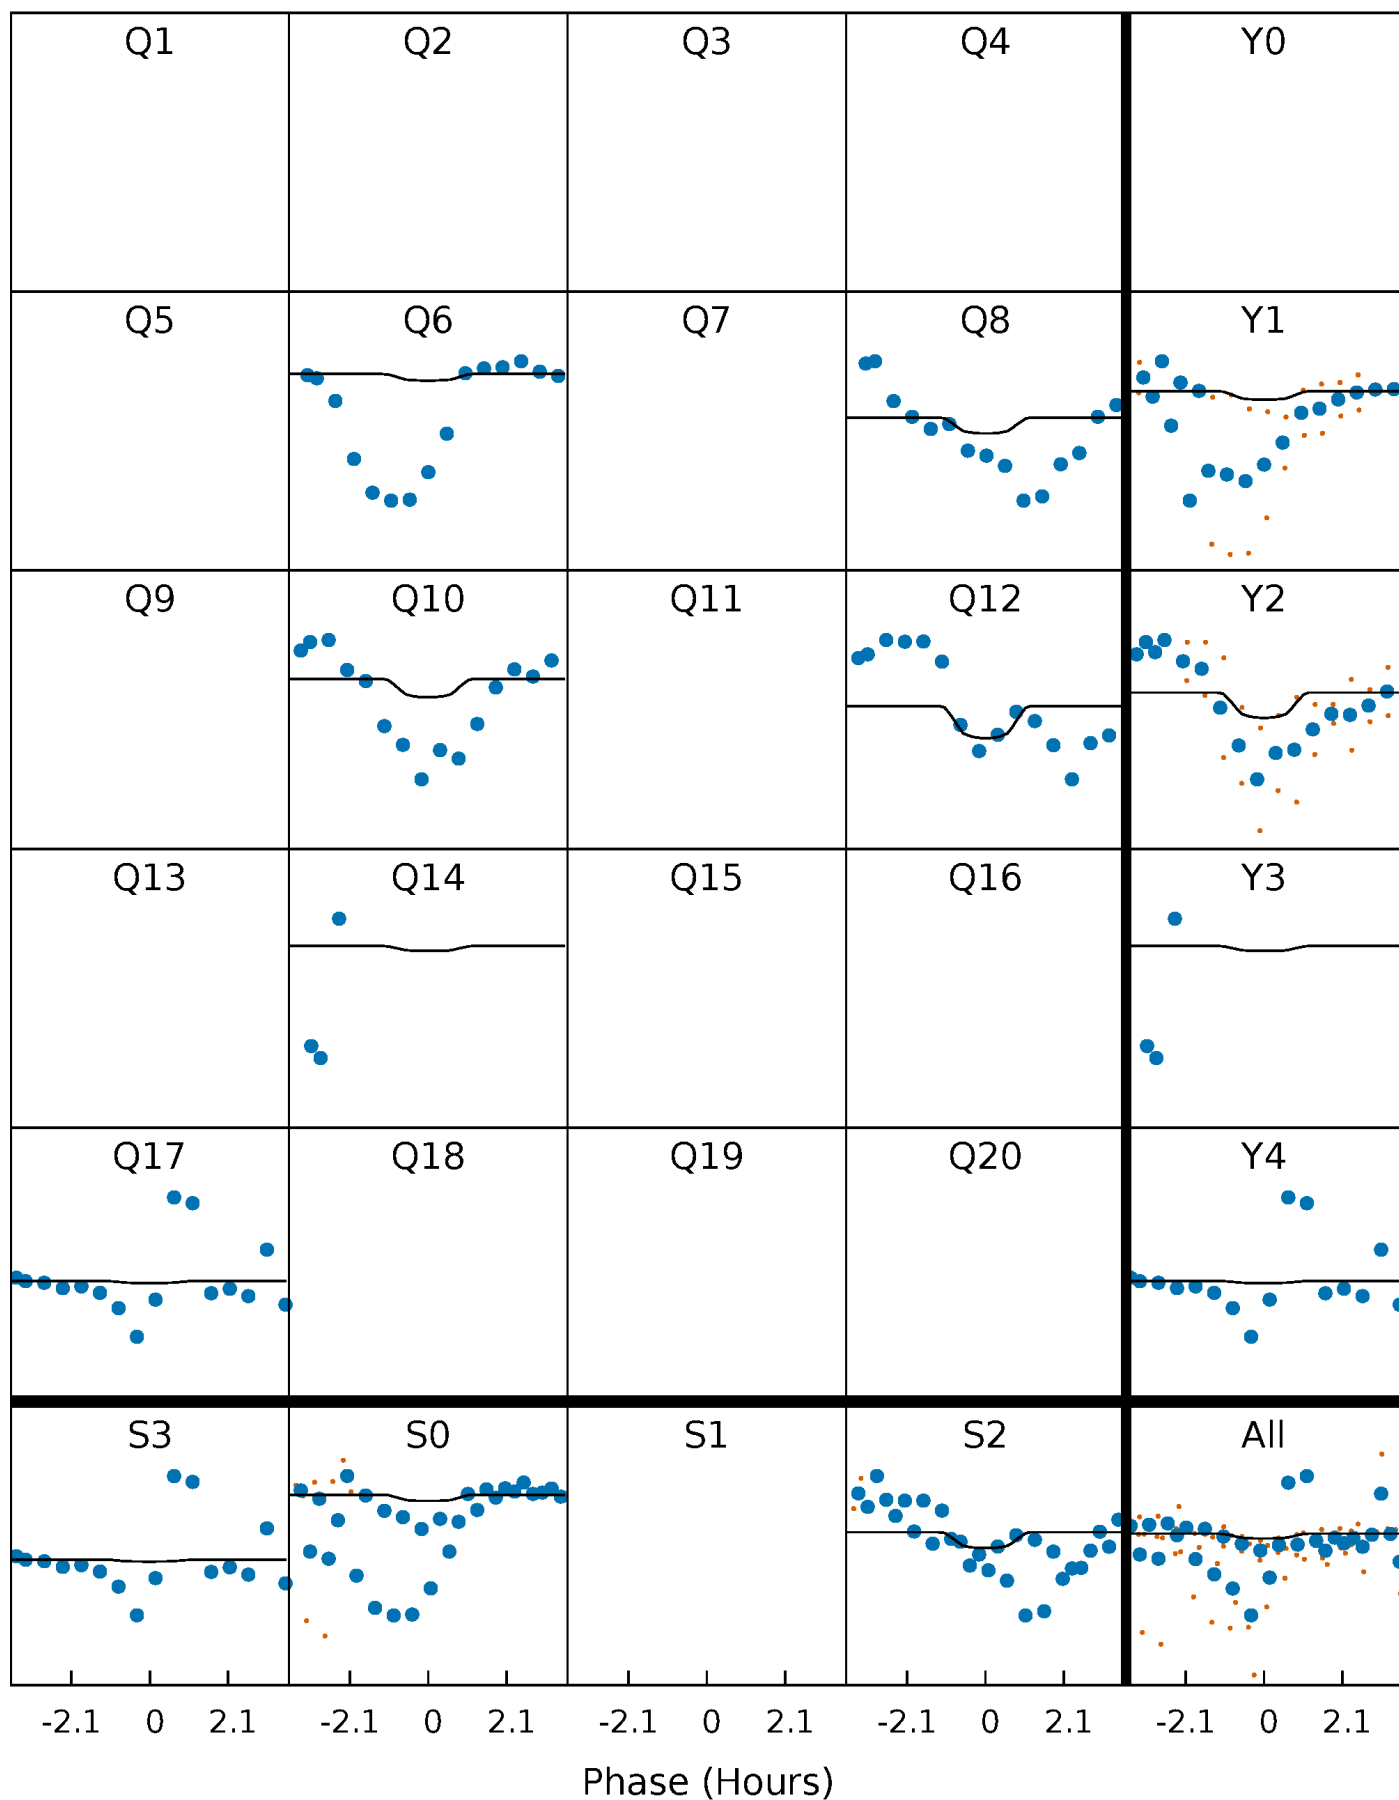 Q1 Q2 Q3 Q4 Y0
Q5 Q6 Q7 Q8 Y1
Q9 Q10 Q11 Q12 Y2
Q13 Q14 Q15 Q16 Y3
Q17 Q18 Q19 Q20 Y4
S3 S0 S1 S2 All
-2.1 0 2.1 -2.1 0 2.1 -2.1 0 2.1 -2.1 0 2.1 -2.1 0 2.1
Phase (Hours)